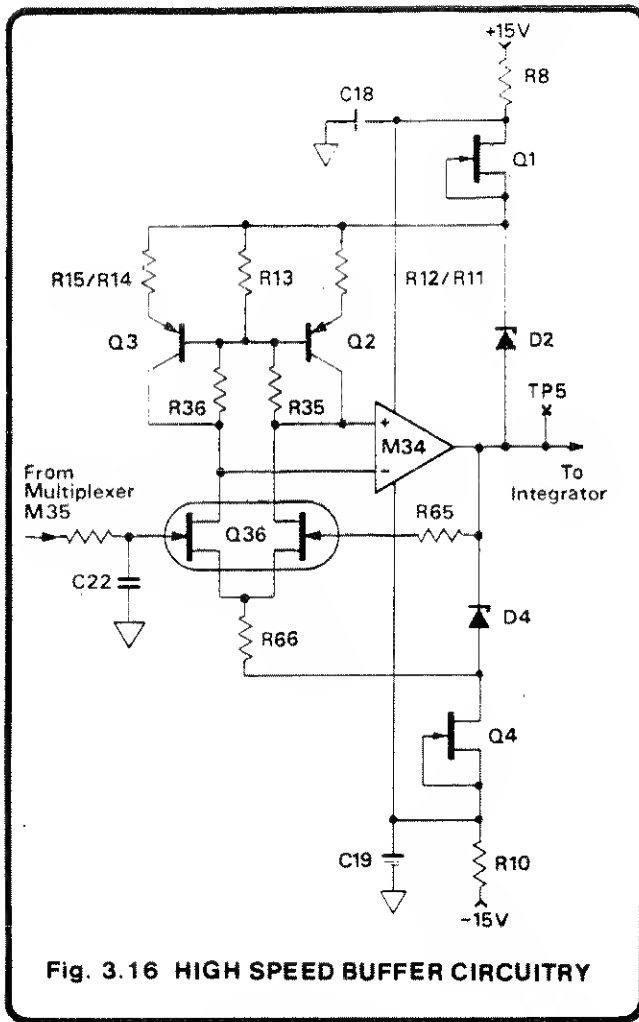 +15V
R8
C18
Q1
R15/R14
R13
R12/R11
Q3
Q2
D2
TP5
R36
R35
+
M34
−
From
Multiplexer
M35
To
Integrator
R65
Q36
C22
D4
R66
Q4
C19
R10
-15V
Fig. 3.16 HIGH SPEED BUFFER CIRCUITRY